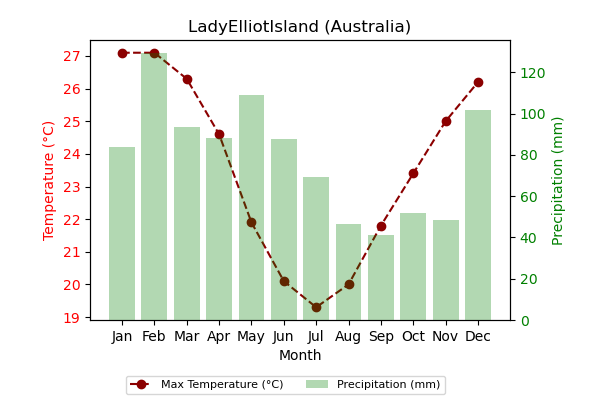 LadyElliotIsland (Australia)
27
26
25
24
23
22
21
20
19
Temperature (°C)
120
100
80
60
40
20
0
Precipitation (mm)
Jan Feb Mar Apr May Jun Jul Aug Sep Oct Nov Dec
Month
Max Temperature (°C) Precipitation (mm)